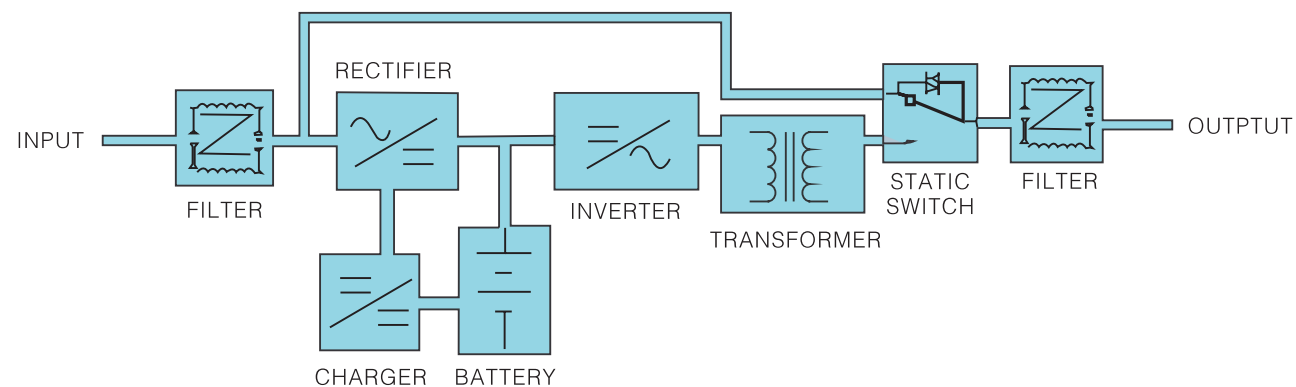 RECTIFIER
INPUT
OUTPTUT
FILTER
INVERTER
STATIC
SWITCH
FILTER
TRANSFORMER
CHARGER
BATTERY